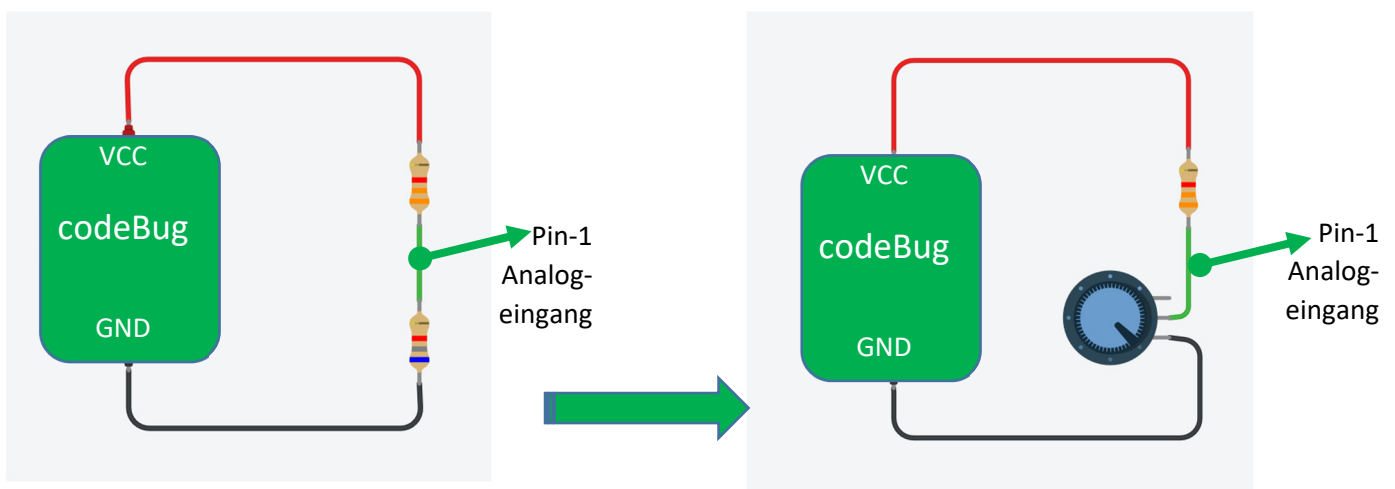 VCC
codeBug
GND
Pin-1
Analog-
eingang
VCC
codeBug
GND
Pin-1
Analog-
eingang